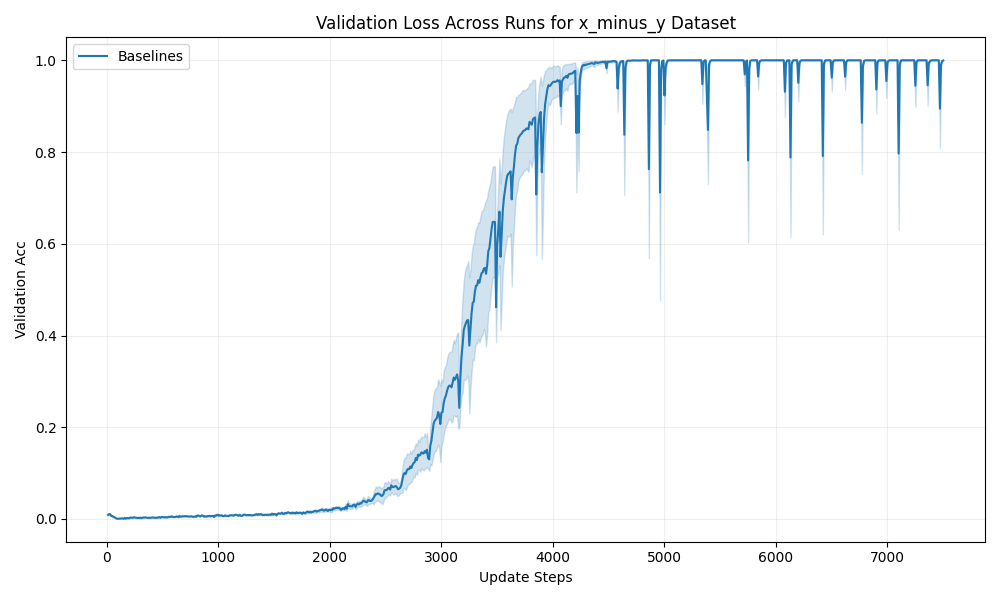 Validation Loss Across Runs for x_minus_y Dataset
Baselines
Validation Acc
1.0
0.8
0.6
0.4
0.2
0.0
0 1000 2000 3000 4000 5000 6000 7000
Update Steps